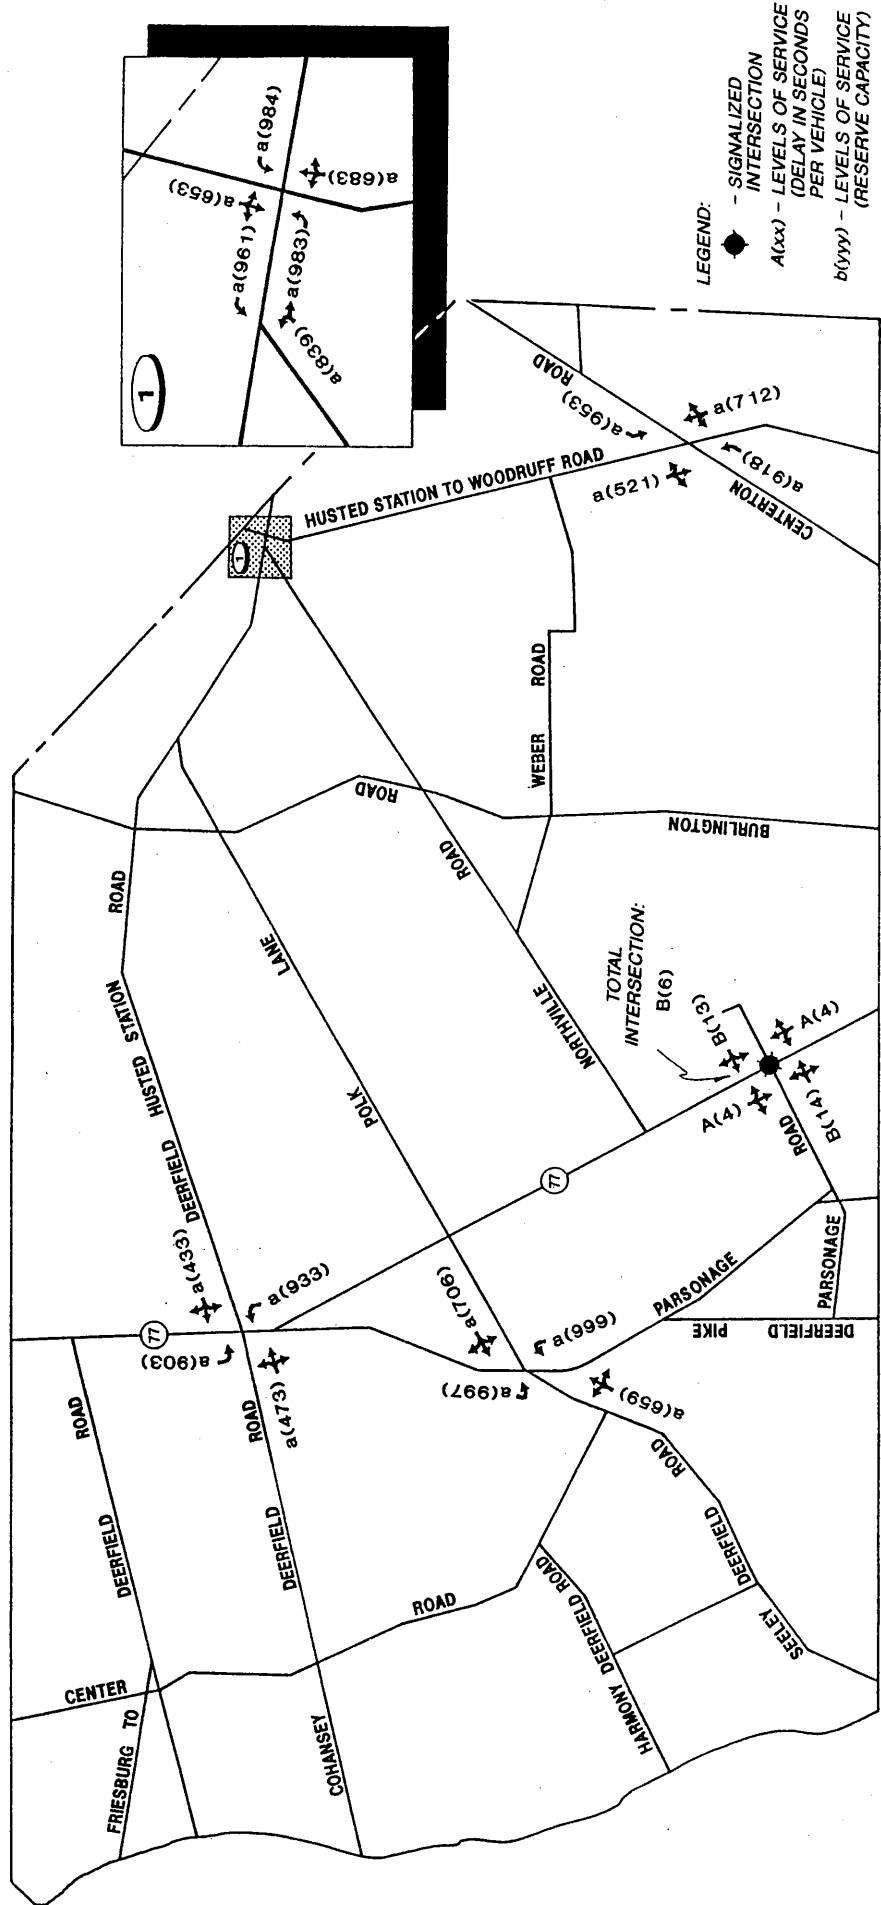 1
a(653)
a(961)
a(984)
a(983)
a(839)
a(683)
LEGEND:
- SIGNALIZED
INTERSECTION
A(xx) - LEVELS OF SERVICE
(DELAY IN SECONDS
PER VEHICLE)
b(yyy) - LEVELS OF SERVICE
(RESERVE CAPACITY)
1
HUSTED STATION TO WOODRUFF ROAD
ROAD
CENTERTON
a(953)
a(712)
a(521)
a(918)
WEBER ROAD
ROAD
BURLINGTON
ROAD
NORTHVILLE
LANE
POLK
ROAD
DEERFIELD HUSTED STATION
TOTAL
INTERSECTION:
B(6)
B(13)
A(4)
A(4)
B(14)
ROAD
77
77
a(433)
a(933)
a(903)
a(473)
a(706)
a(999)
a(997)
a(659)
PARSONAGE
PARSONAGE
PIKE DEERFIELD
ROAD
DEERFIELD
FRIESBURG TO
CENTER
ROAD
ROAD
DEERFIELD
COHANSEY
HARMONY DEERFIELD ROAD
ROAD
DEERFIELD
SEELEY